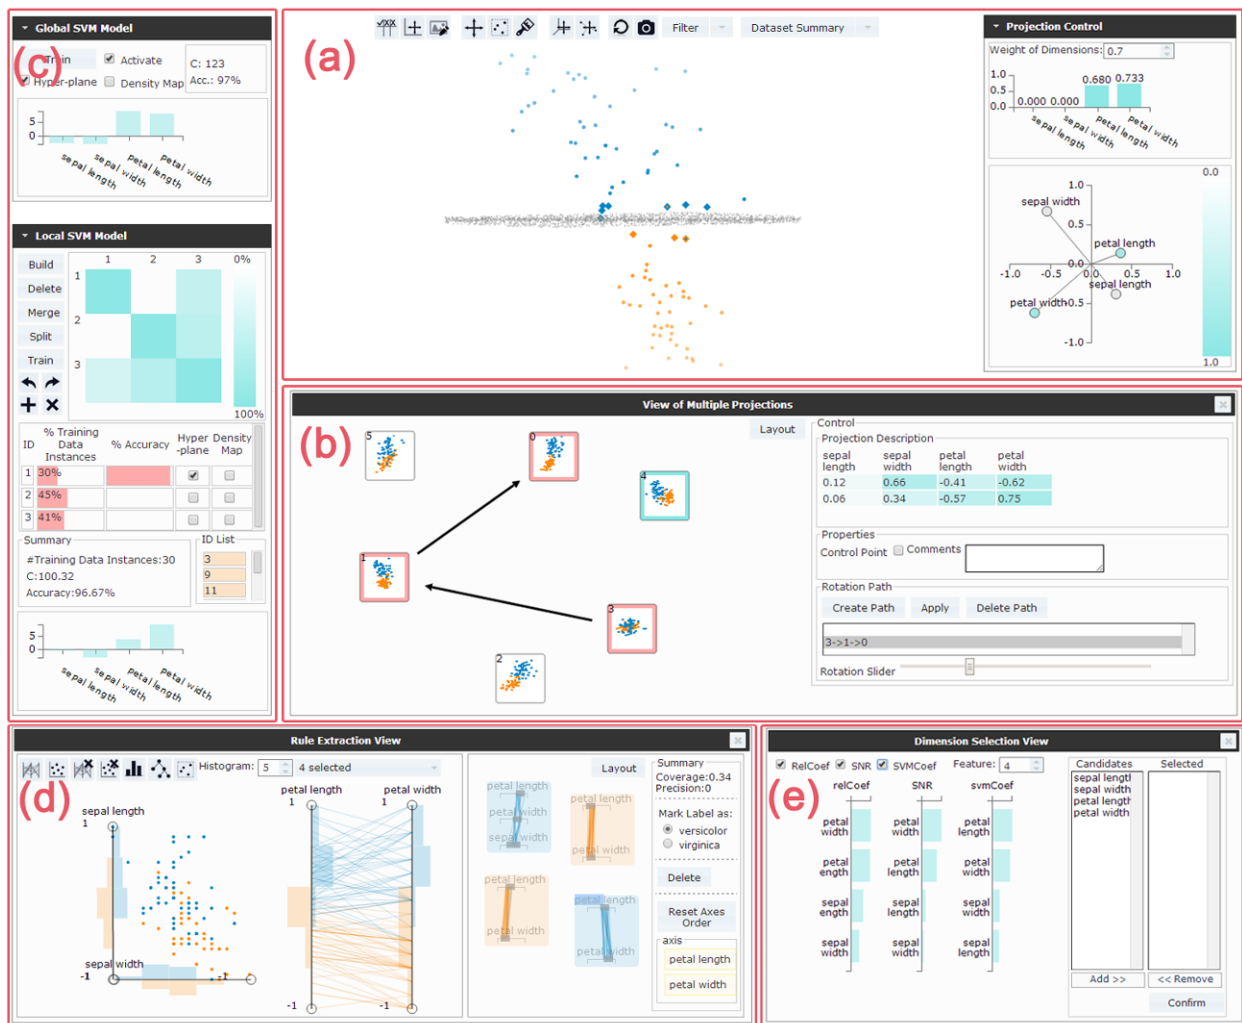 Global SVM Model
(c)
Train
Activate
Hyper-plane
Density Map
C: 123
Acc.: 97%
5
0
sepal length
sepal width
petal length
petal width
Local SVM Model
Build
Delete
Merge
Split
Train
1 2 3
1
2
3
0%
100%
ID
% Training Data Instances
% Accuracy
Hyper-plane
Density Map
1 30%
2 45%
3 41%
Summary
#Training Data Instances:30
C:100.32
Accuracy:96.67%
ID List
3
9
11
5
0
sepal length
sepal width
petal length
petal width
(a)
Filter
Dataset Summary
Projection Control
Weight of Dimensions: 0.7
1.0
0.5
0.0
0.000 0.000 0.680 0.733
sepal length
sepal width
petal length
petal width
0.0
1.0
0.5
0.0
-0.5
-1.0
-1.0 -0.5 0.0 0.5 1.0
sepal width
petal length
sepal length
petal width
1.0
View of Multiple Projections
(b)
Layout
5
0
4
1
3
2
Control
Projection Description
sepal length
sepal width
petal length
petal width
0.12 0.66 -0.41 -0.62
0.06 0.34 -0.57 0.75
Properties
Control Point
Comments
Rotation Path
Create Path
Apply
Delete Path
3->1->0
Rotation Slider
Rule Extraction View
(d)
Histogram: 5
4 selected
sepal length
1
sepal width
-1
-1
petal length
1
-1
petal width
1
-1
Layout
petal length
petal width
sepal width
petal length
petal width
petal length
petal width
petal length
petal width
Summary
Coverage:0.34
Precision:0
Mark Label as:
versicolor
virginica
Delete
Reset Axes Order
axis
petal length
petal width
Dimension Selection View
(e)
RelCoef
SNR
SVMCoef
Feature: 4
relCoef
petal width
petal length
sepal length
sepal width
SNR
petal width
petal length
sepal length
sepal width
svmCoef
petal length
petal width
sepal width
sepal length
Candidates
sepal lengtl
sepal width
petal length
petal width
Selected
Add >>
<< Remove
Confirm